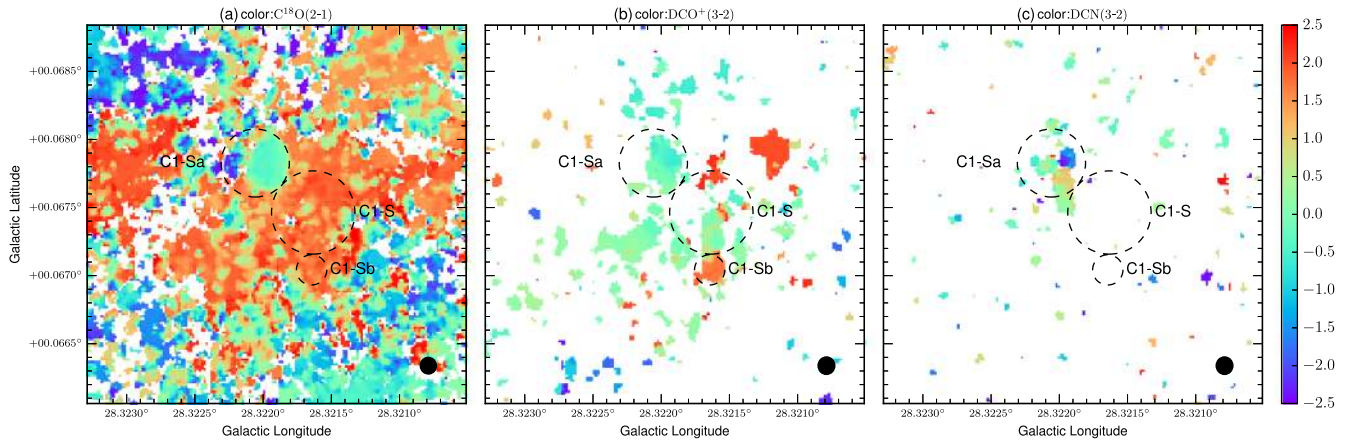 (a) color:C¹⁸O(2-1)
(b) color:DCO⁺(3-2)
(c) color:DCN(3-2)
Galactic Latitude
+00.0685°
+00.0680°
+00.0675°
+00.0670°
+00.0665°
C1-Sa
C1-S
C1-Sb
28.3230°
28.3225°
28.3220°
28.3215°
28.3210°
Galactic Longitude
C1-Sa
C1-S
C1-Sb
28.3230°
28.3225°
28.3220°
28.3215°
28.3210°
Galactic Longitude
C1-Sa
C1-S
C1-Sb
28.3230°
28.3225°
28.3220°
28.3215°
28.3210°
Galactic Longitude
2.5
2.0
1.5
1.0
0.5
0.0
−0.5
−1.0
−1.5
−2.0
−2.5